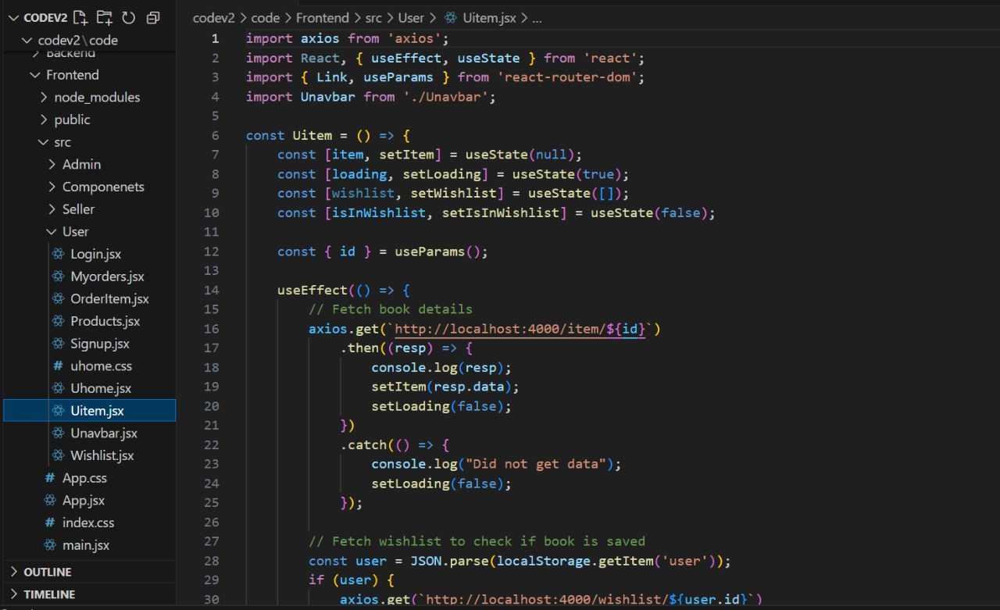 CODEV2
codev2\code
Backend
Frontend
node_modules
public
src
Admin
Componenets
Seller
User
Login.jsx
Myorders.jsx
OrderItem.jsx
Products.jsx
Signup.jsx
# uhome.css
Uhome.jsx
Uitem.jsx
Unavbar.jsx
Wishlist.jsx
# App.css
App.jsx
# index.css
main.jsx
OUTLINE
TIMELINE
codev2 > code > Frontend > src > User > Uitem.jsx > ...
1 import axios from 'axios';
2 import React, { useEffect, useState } from 'react';
3 import { Link, useParams } from 'react-router-dom';
4 import Unavbar from './Unavbar';
5
6 const Uitem = () => {
7     const [item, setItem] = useState(null);
8     const [loading, setLoading] = useState(true);
9     const [wishlist, setWishlist] = useState([]);
10     const [isInWishlist, setIsInWishlist] = useState(false);
11
12     const { id } = useParams();
13
14     useEffect(() => {
15         // Fetch book details
16         axios.get(`http://localhost:4000/item/${id}`)
17             .then((resp) => {
18                 console.log(resp);
19                 setItem(resp.data);
20                 setLoading(false);
21             })
22             .catch(() => {
23                 console.log("Did not get data");
24                 setLoading(false);
25             });
26
27         // Fetch wishlist to check if book is saved
28         const user = JSON.parse(localStorage.getItem('user'));
29         if (user) {
30             axios.get(`http://localhost:4000/wishlist/${user.id}`)